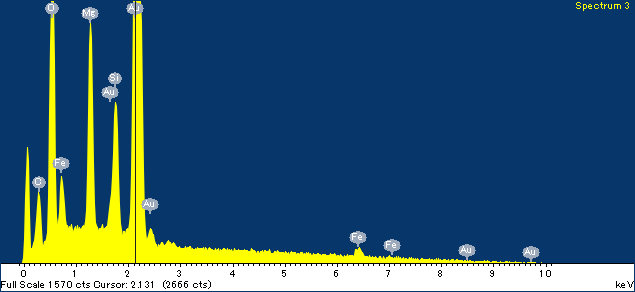 Spectrum 3
O Mg Au
Si
Au
Fe
O
Au
Fe Fe Au Au
0 1 2 3 4 5 6 7 8 9 10
Full Scale 1570 cts Cursor: 2.131 (2666 cts) keV